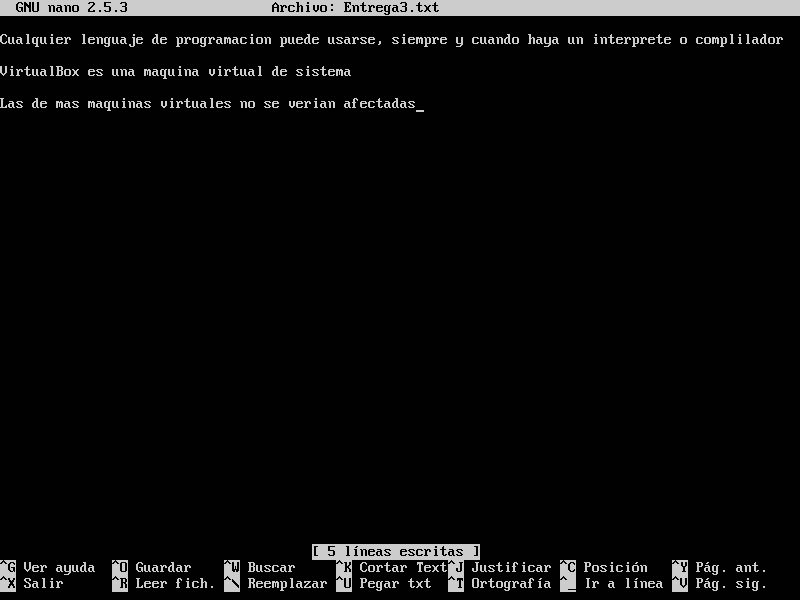 GNU nano 2.5.3 Archivo: Entrega3.txt
Cualquier lenguaje de programacion puede usarse, siempre y cuando haya un interprete o complilador
VirtualBox es una maquina virtual de sistema
Las de mas maquinas virtuales no se verian afectadas_
[ 5 líneas escritas ]
^G Ver ayuda ^O Guardar ^W Buscar ^K Cortar Text^J Justificar ^C Posición ^Y Pág. ant.
^X Salir ^R Leer fich. ^\ Reemplazar ^U Pegar txt ^T Ortografía ^_ Ir a línea ^V Pág. sig.